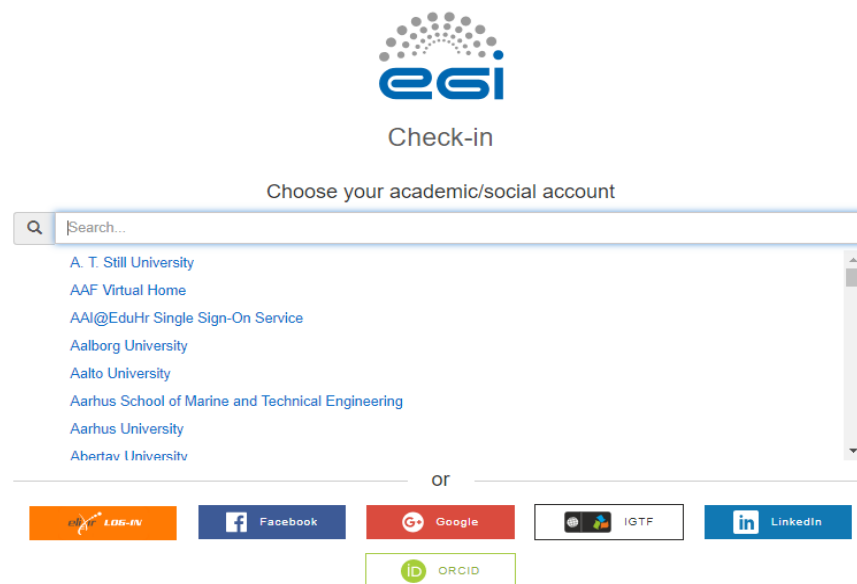 egi
Check-in
Choose your academic/social account
Search...
A. T. Still University
AAF Virtual Home
AAI@EduHr Single Sign-On Service
Aalborg University
Aalto University
Aarhus School of Marine and Technical Engineering
Aarhus University
Abertay University
or
elixir LOG-IN Facebook Google IGTF LinkedIn
iD ORCID